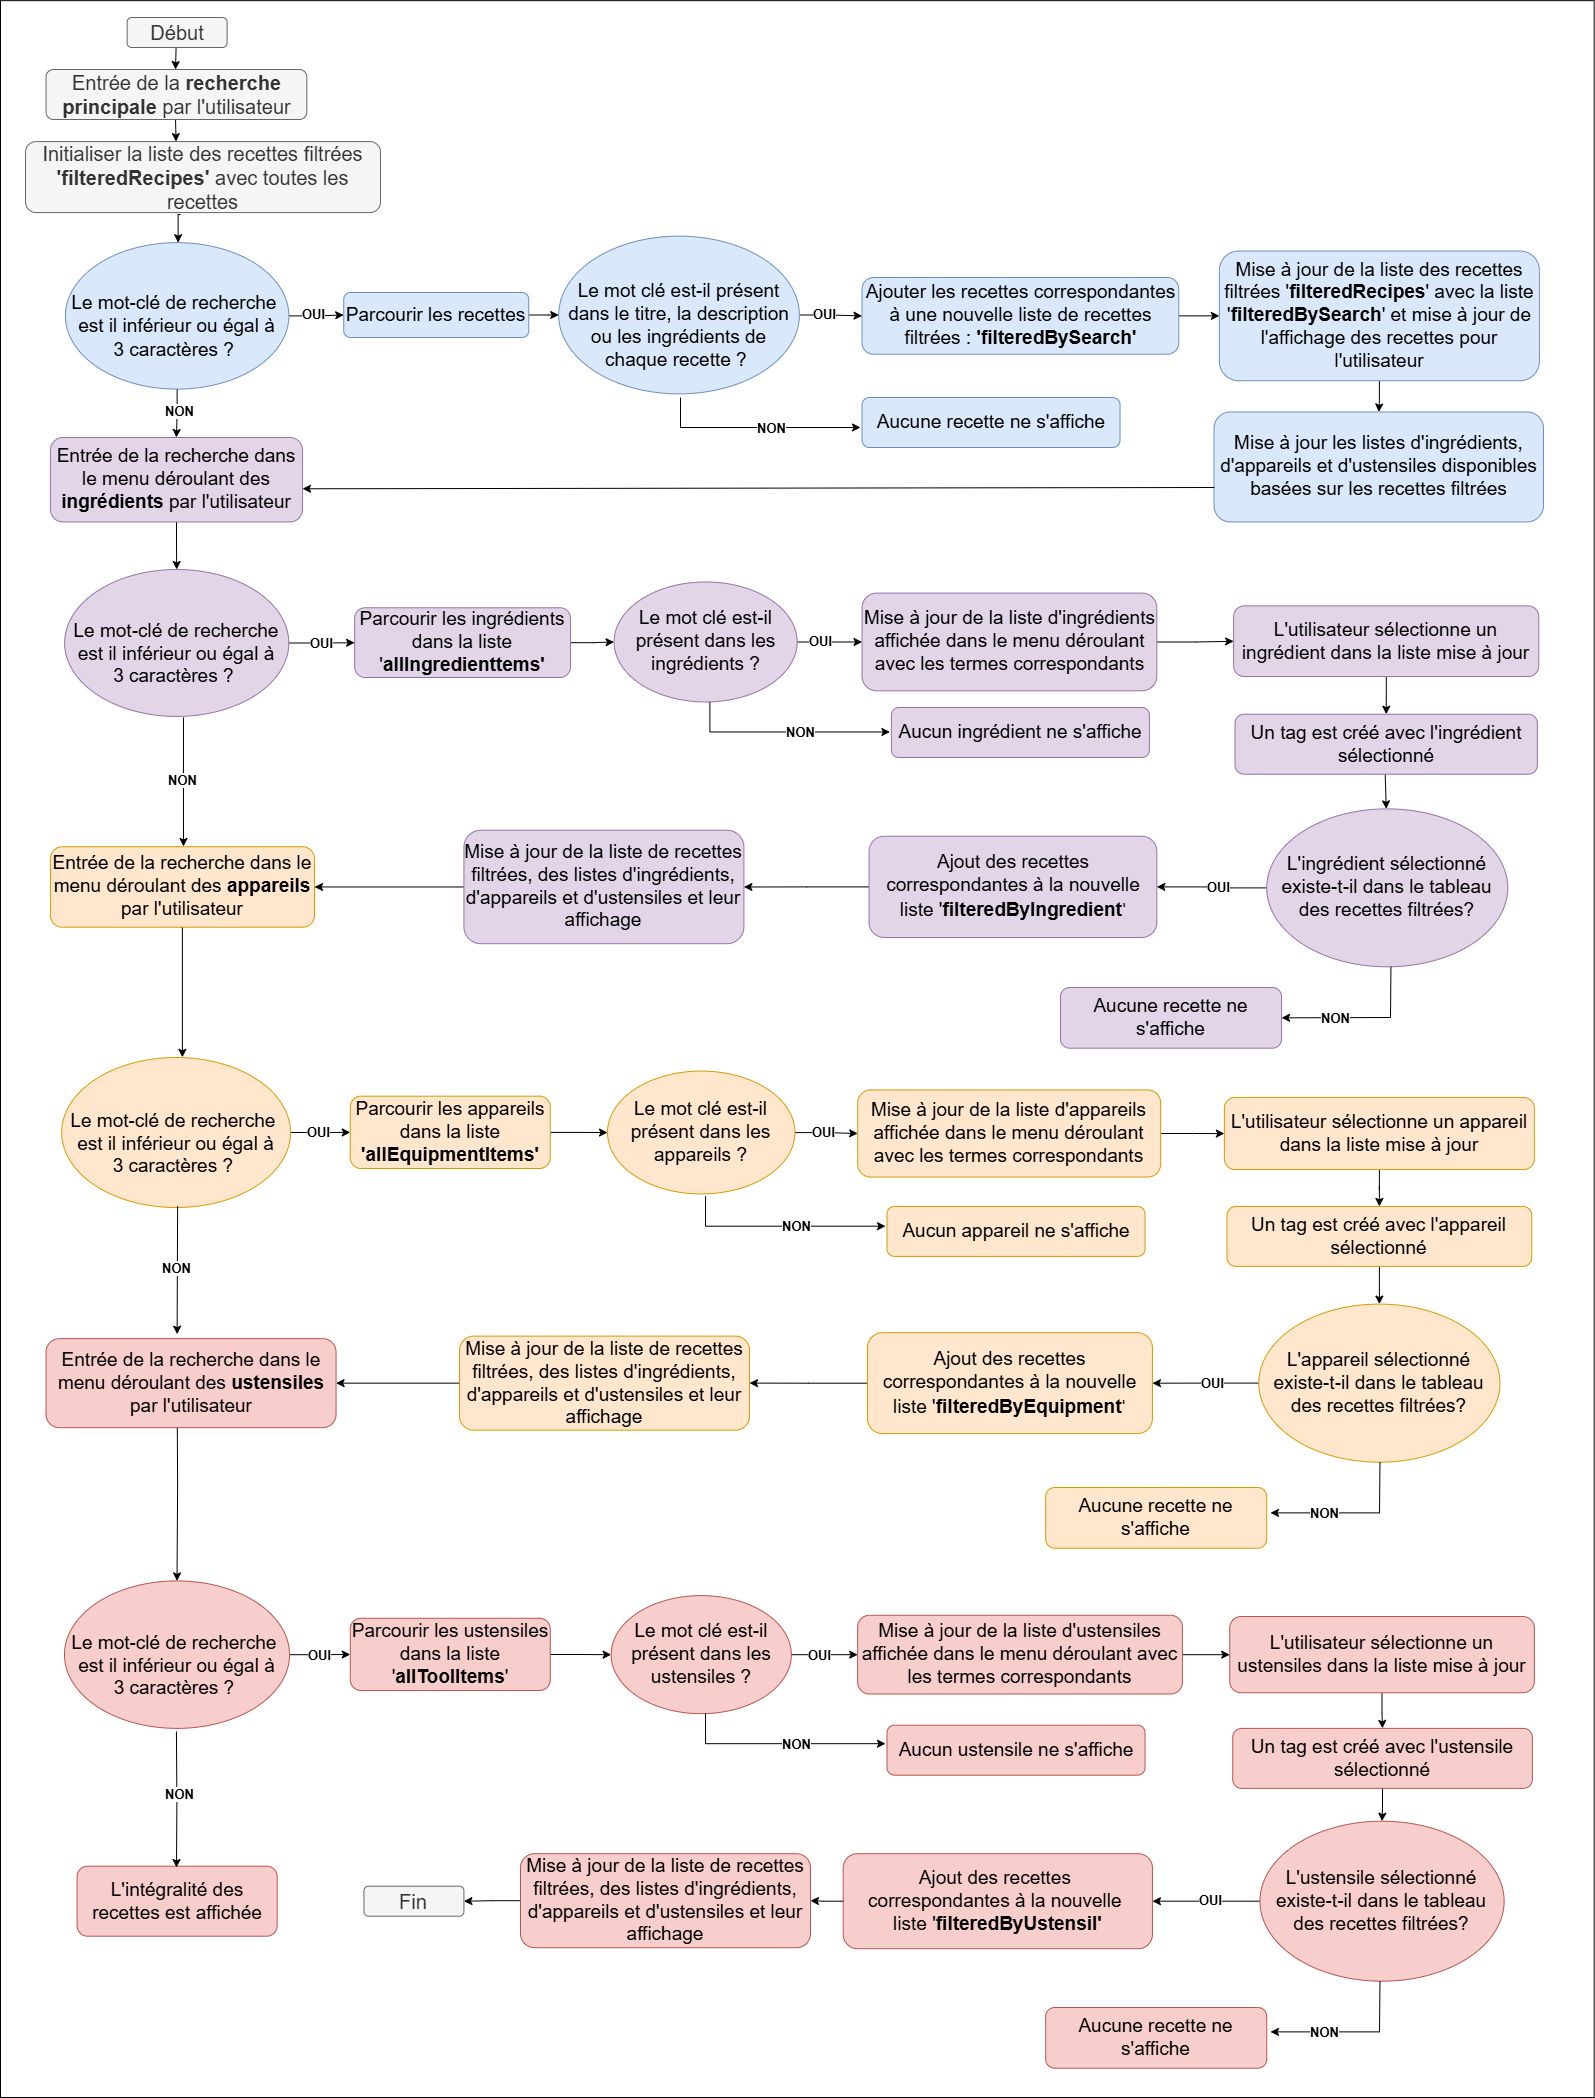 Début
Entrée de la recherche
principale par l'utilisateur
Initialiser la liste des recettes filtrées
'filteredRecipes' avec toutes les
recettes
Le mot-clé de recherche
est il inférieur ou égal à
3 caractères ?
OUI
Parcourir les recettes
Le mot clé est-il présent
dans le titre, la description
ou les ingrédients de
chaque recette ?
OUI
Ajouter les recettes correspondantes
à une nouvelle liste de recettes
filtrées : 'filteredBySearch'
Mise à jour de la liste des recettes
filtrées 'filteredRecipes' avec la liste
'filteredBySearch' et mise à jour de
l'affichage des recettes pour
l'utilisateur
NON
NON
Aucune recette ne s'affiche
Mise à jour les listes d'ingrédients,
d'appareils et d'ustensiles disponibles
basées sur les recettes filtrées
Entrée de la recherche dans
le menu déroulant des
ingrédients par l'utilisateur
Le mot-clé de recherche
est il inférieur ou égal à
3 caractères ?
OUI
Parcourir les ingrédients
dans la liste
'allIngredienttems'
Le mot clé est-il
présent dans les
ingrédients ?
OUI
Mise à jour de la liste d'ingrédients
affichée dans le menu déroulant
avec les termes correspondants
L'utilisateur sélectionne un
ingrédient dans la liste mise à jour
NON
Aucun ingrédient ne s'affiche
Un tag est créé avec l'ingrédient
sélectionné
NON
Entrée de la recherche dans le
menu déroulant des appareils
par l'utilisateur
Mise à jour de la liste de recettes
filtrées, des listes d'ingrédients,
d'appareils et d'ustensiles et leur
affichage
Ajout des recettes
correspondantes à la nouvelle
liste 'filteredByIngredient'
OUI
L'ingrédient sélectionné
existe-t-il dans le tableau
des recettes filtrées?
Aucune recette ne
s'affiche
NON
Le mot-clé de recherche
est il inférieur ou égal à
3 caractères ?
OUI
Parcourir les appareils
dans la liste
'allEquipmentItems'
Le mot clé est-il
présent dans les
appareils ?
OUI
Mise à jour de la liste d'appareils
affichée dans le menu déroulant
avec les termes correspondants
L'utilisateur sélectionne un appareil
dans la liste mise à jour
NON
Aucun appareil ne s'affiche
Un tag est créé avec l'appareil
sélectionné
NON
Entrée de la recherche dans le
menu déroulant des ustensiles
par l'utilisateur
Mise à jour de la liste de recettes
filtrées, des listes d'ingrédients,
d'appareils et d'ustensiles et leur
affichage
Ajout des recettes
correspondantes à la nouvelle
liste 'filteredByEquipment'
OUI
L'appareil sélectionné
existe-t-il dans le tableau
des recettes filtrées?
Aucune recette ne
s'affiche
NON
Le mot-clé de recherche
est il inférieur ou égal à
3 caractères ?
OUI
Parcourir les ustensiles
dans la liste
'allToolItems'
Le mot clé est-il
présent dans les
ustensiles ?
OUI
Mise à jour de la liste d'ustensiles
affichée dans le menu déroulant avec
les termes correspondants
L'utilisateur sélectionne un
ustensiles dans la liste mise à jour
NON
Aucun ustensile ne s'affiche
Un tag est créé avec l'ustensile
sélectionné
NON
L'intégralité des
recettes est affichée
Fin
Mise à jour de la liste de recettes
filtrées, des listes d'ingrédients,
d'appareils et d'ustensiles et leur
affichage
Ajout des recettes
correspondantes à la nouvelle
liste 'filteredByUstensil'
OUI
L'ustensile sélectionné
existe-t-il dans le tableau
des recettes filtrées?
Aucune recette ne
s'affiche
NON